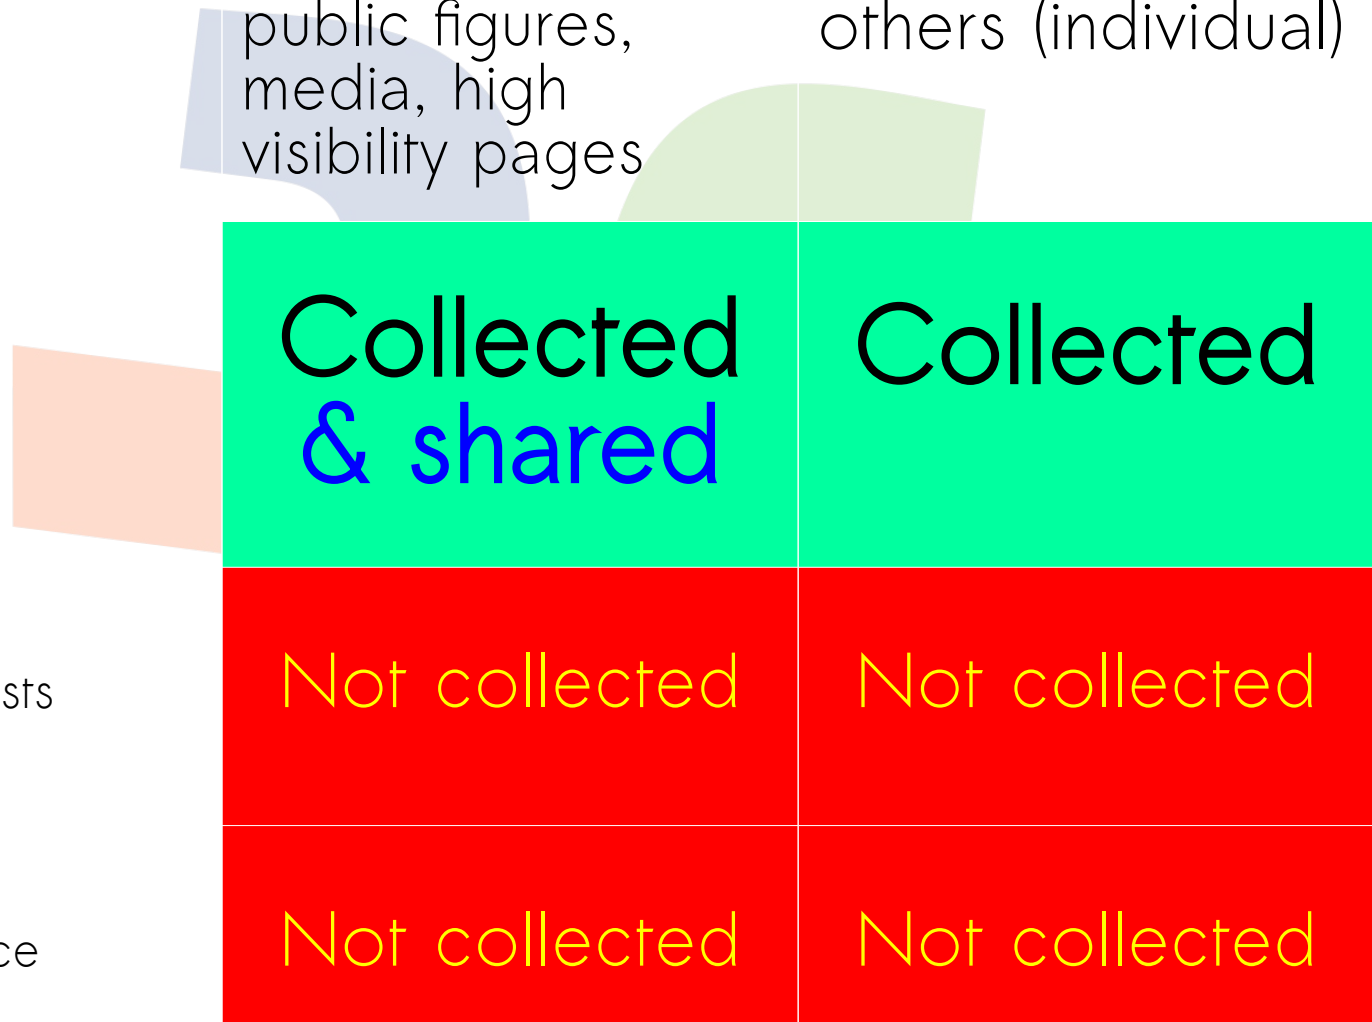 public figures,
media, high
visibility pages
others (individual)
Collected
& shared
Collected
Not collected
Not collected
Not collected
Not collected